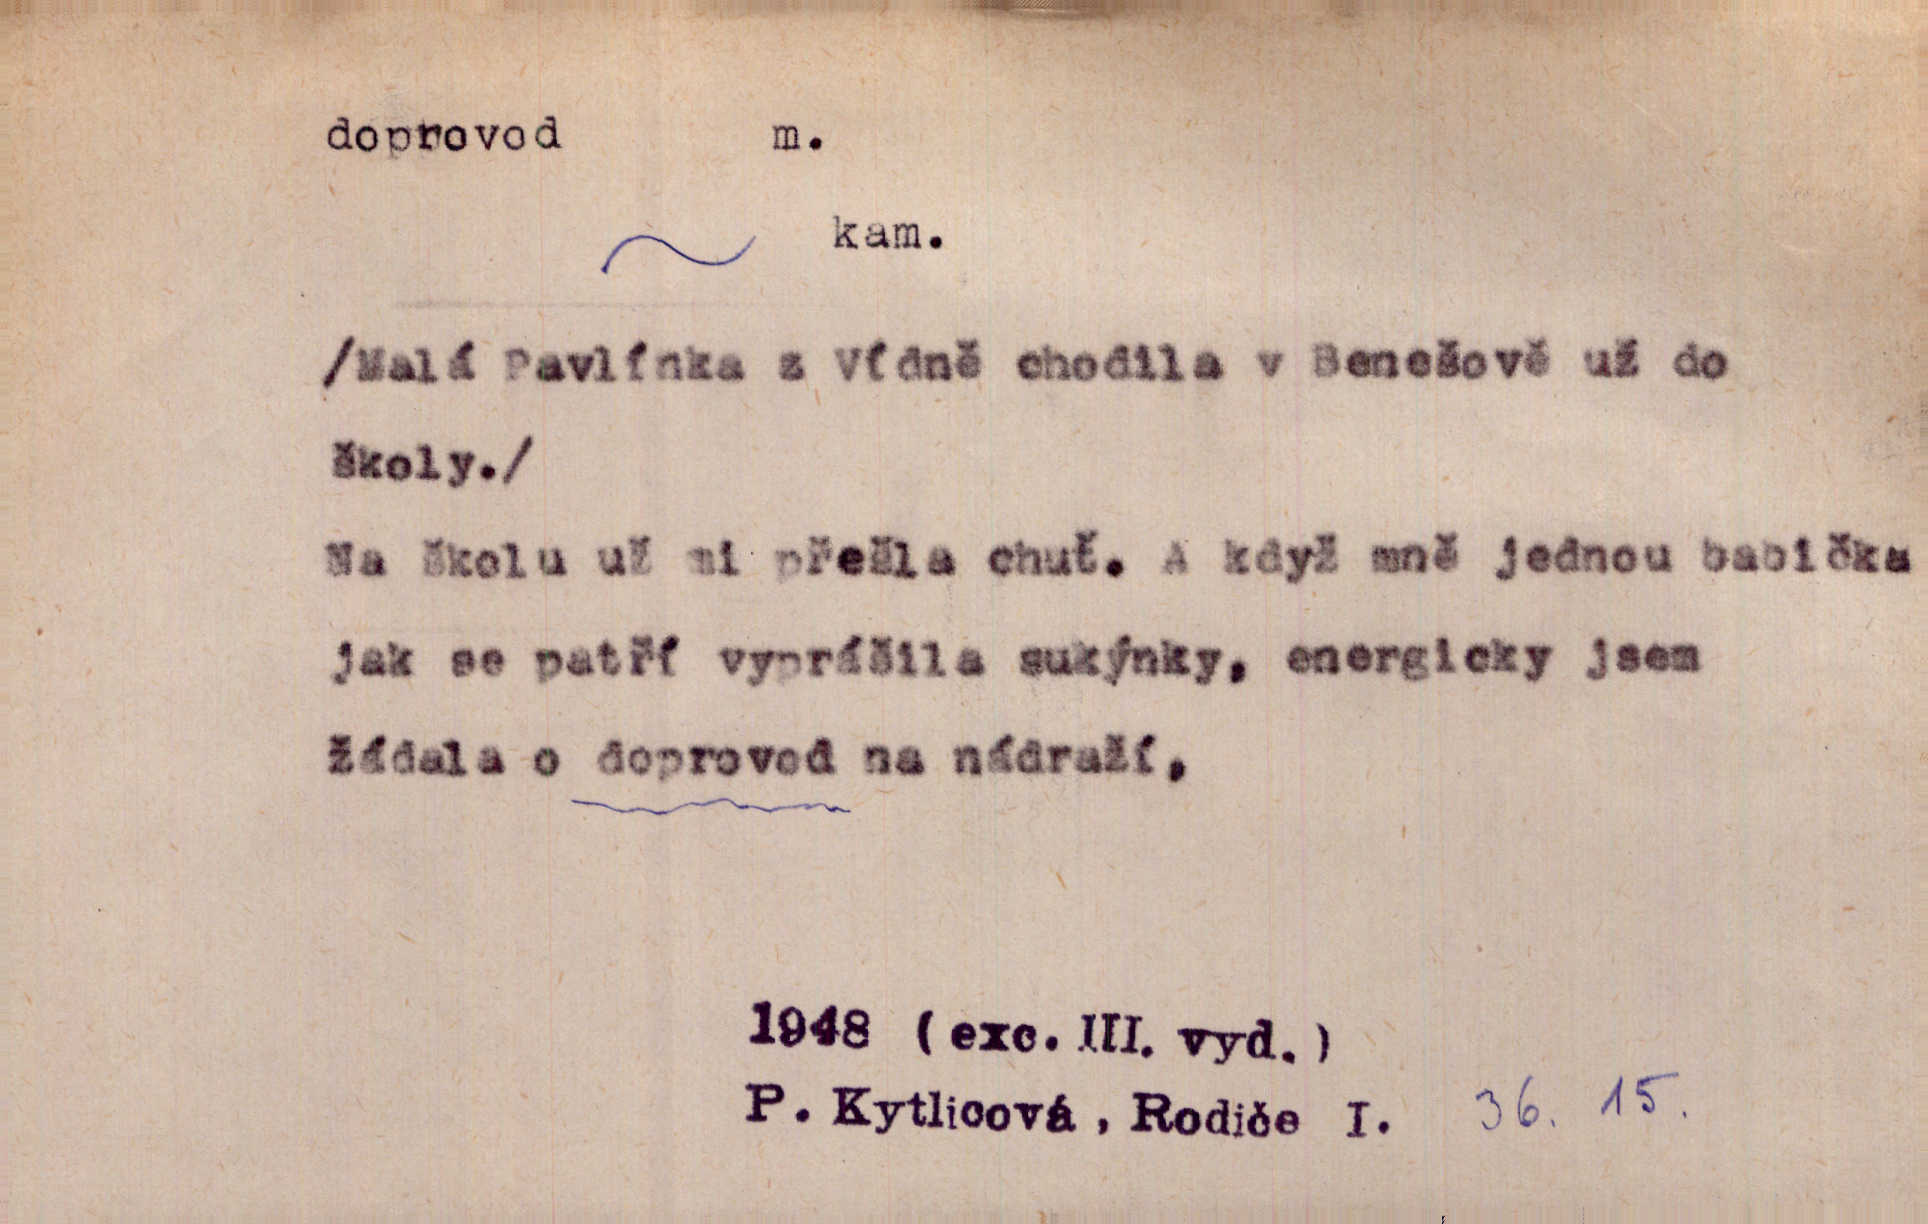 doprovod m.
kam.
/Malá Pavlínka z Vídně chodila v Benešově už do
školy./
Na školu už mi přešla chuť. A když mně jednou babička
jak se patří vyprášila sukýnky, energicky jsem
žádala o doprovod na nádraží,
1948 (exc. III. vyd.)
P. Kytlicová, Rodiče I. 36. 15.